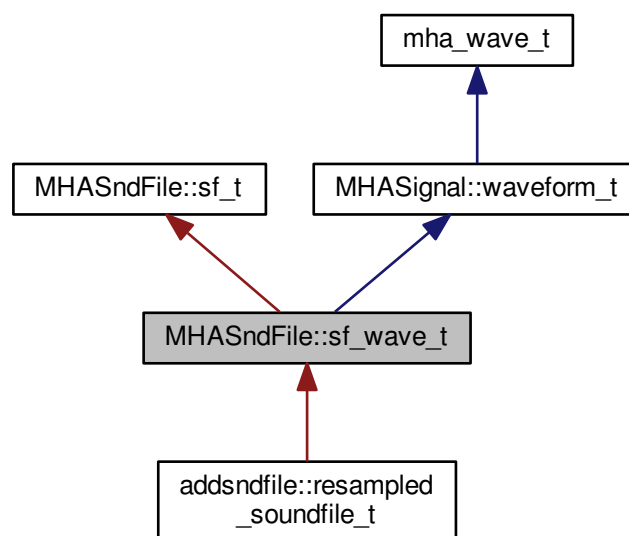 mha_wave_t
MHASndFile::sf_t
MHASignal::waveform_t
MHASndFile::sf_wave_t
addsndfile::resampled
_soundfile_t